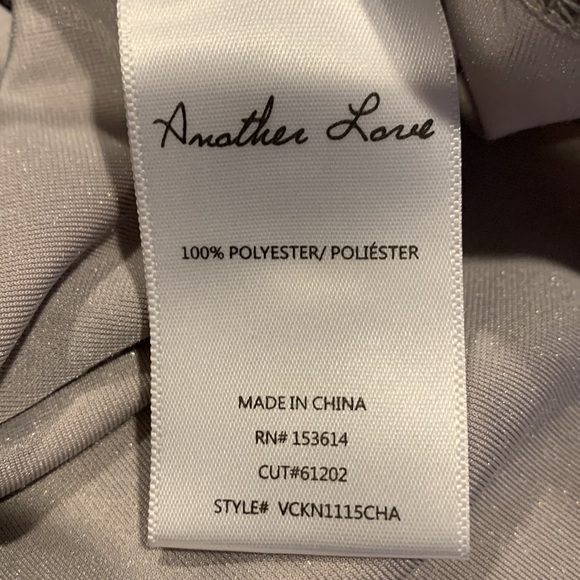 Another Love
100% POLYESTER/ POLIÉSTER
MADE IN CHINA
RN# 153614
CUT#61202
STYLE# VCKN1115CHA